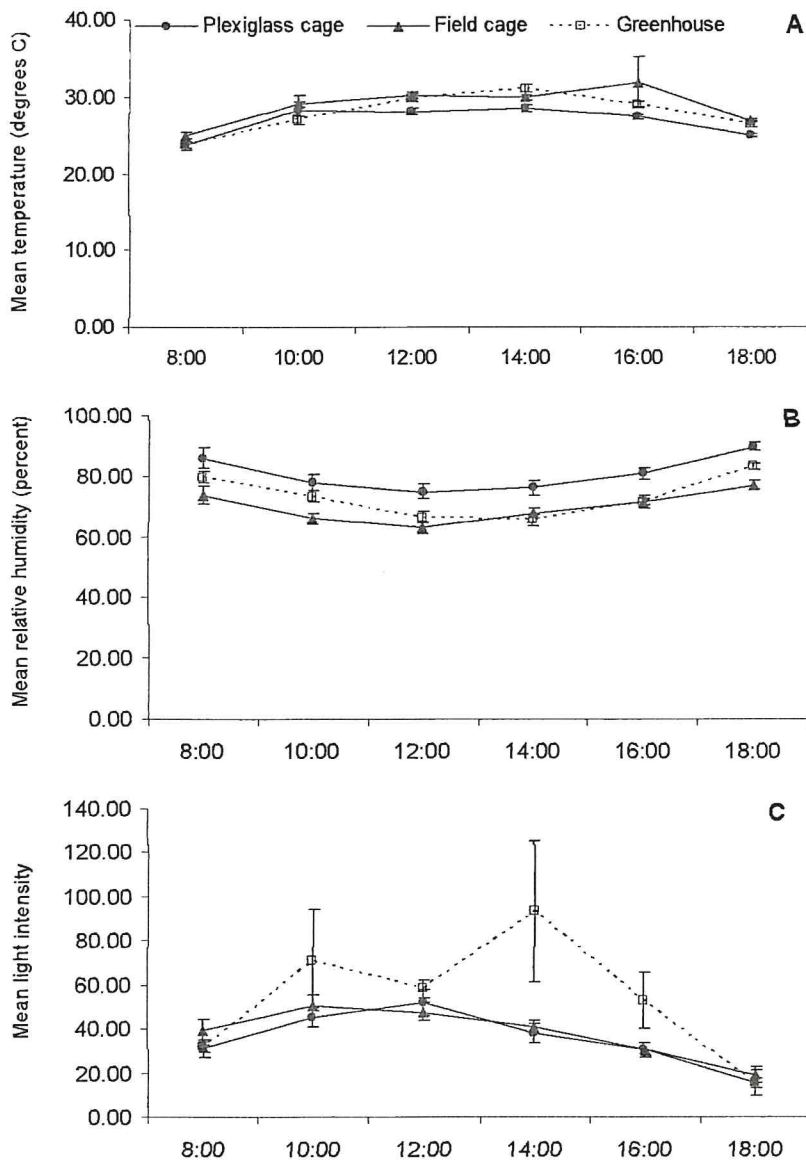 Plexiglass cage Field cage Greenhouse A
Mean temperature (degrees C)
40.00
30.00
20.00
10.00
0.00
8:00 10:00 12:00 14:00 16:00 18:00
B
Mean relative humidity (percent)
100.00
80.00
60.00
40.00
20.00
0.00
8:00 10:00 12:00 14:00 16:00 18:00
C
Mean light intensity
140.00
120.00
100.00
80.00
60.00
40.00
20.00
0.00
8:00 10:00 12:00 14:00 16:00 18:00